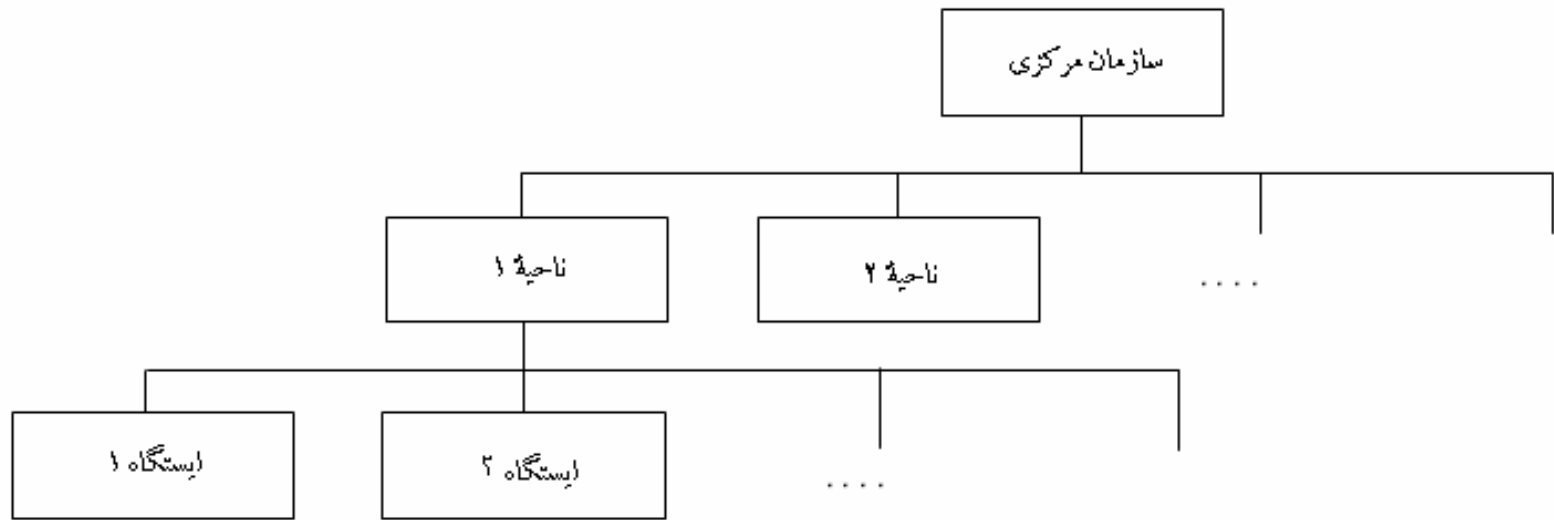 سازمان مرکزی
ناحیهٔ ۱
ناحیهٔ ۲
....
ایستگاه ۱
ایستگاه ۲
....